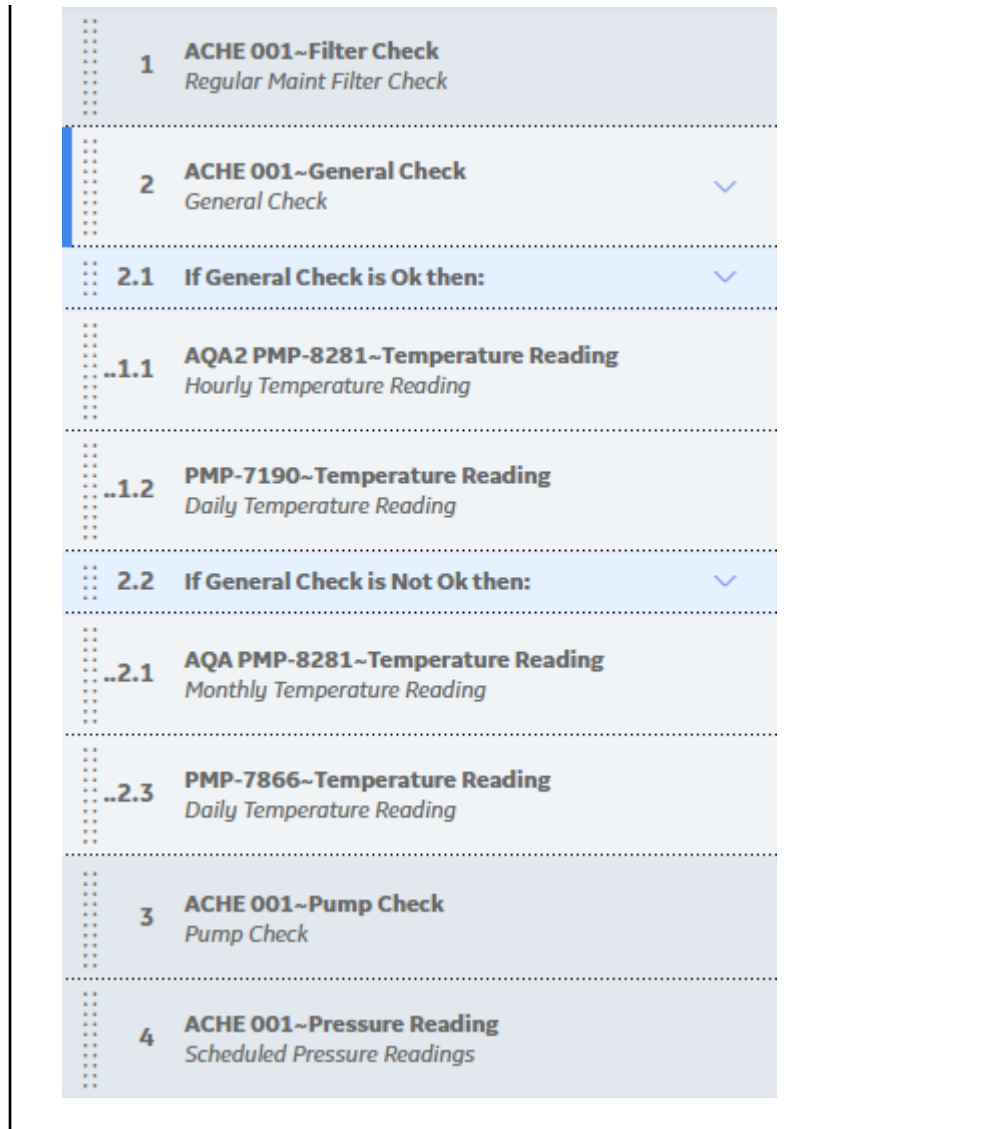 1
ACHE 001~Filter Check
Regular Maint Filter Check
2
ACHE 001~General Check
General Check
2.1 If General Check is Ok then:
..1.1
AQA2 PMP-8281~Temperature Reading
Hourly Temperature Reading
..1.2
PMP-7190~Temperature Reading
Daily Temperature Reading
2.2 If General Check is Not Ok then:
..2.1
AQA PMP-8281~Temperature Reading
Monthly Temperature Reading
..2.3
PMP-7866~Temperature Reading
Daily Temperature Reading
3
ACHE 001~Pump Check
Pump Check
4
ACHE 001~Pressure Reading
Scheduled Pressure Readings